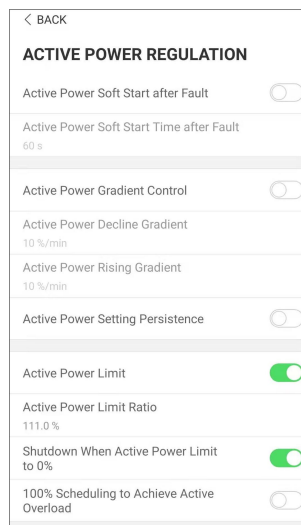 < BACK
ACTIVE POWER REGULATION
Active Power Soft Start after Fault
Active Power Soft Start Time after Fault
60 s
Active Power Gradient Control
Active Power Decline Gradient
10 %/min
Active Power Rising Gradient
10 %/min
Active Power Setting Persistence
Active Power Limit
Active Power Limit Ratio
111.0 %
Shutdown When Active Power Limit
to 0%
100% Scheduling to Achieve Active
Overload